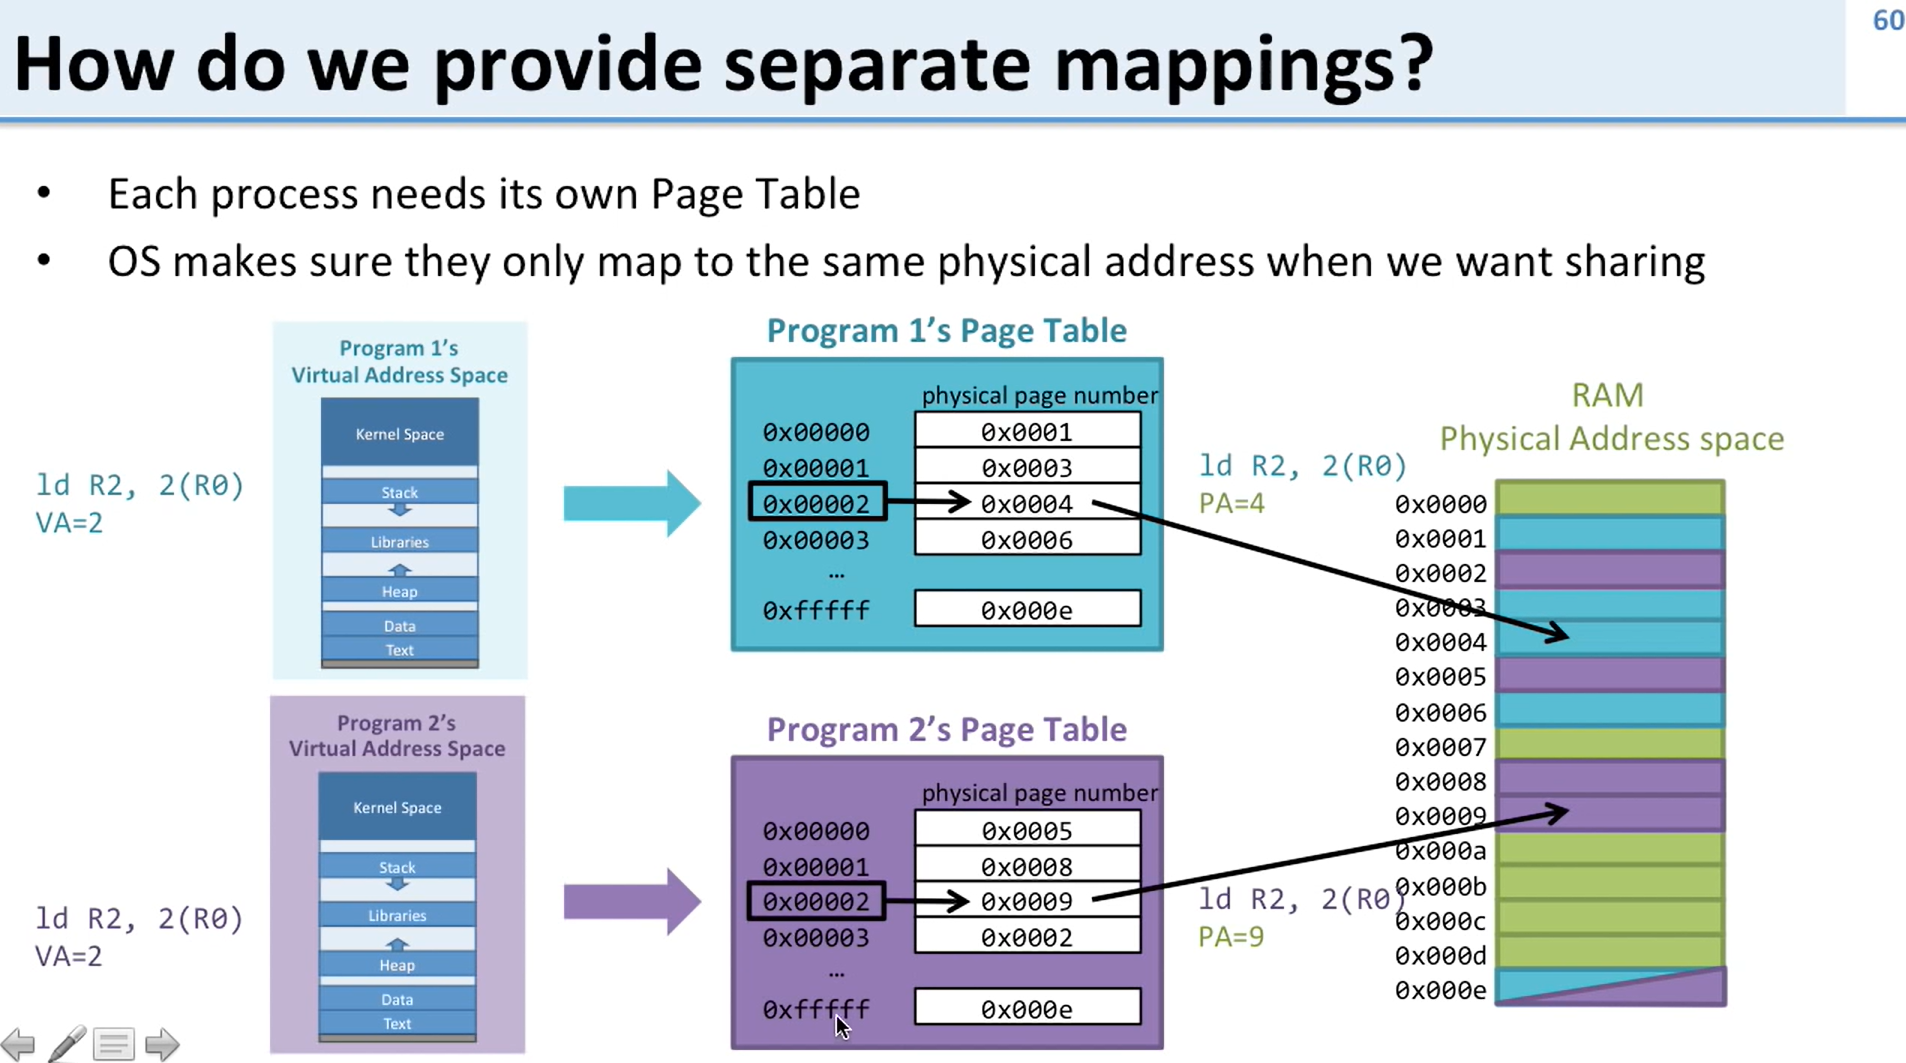 60
How do we provide separate mappings?
• Each process needs its own Page Table
• OS makes sure they only map to the same physical address when we want sharing
Program 1's
Virtual Address Space
Kernel Space
Stack
Libraries
Heap
Data
Text
ld R2, 2(R0)
VA=2
Program 1's Page Table
physical page number
0x00000 0x0001
0x00001 0x0003
0x00002 0x0004
0x00003 0x0006
...
0xfffff 0x000e
ld R2, 2(R0)
PA=4
Program 2's
Virtual Address Space
Kernel Space
Stack
Libraries
Heap
Data
Text
ld R2, 2(R0)
VA=2
Program 2's Page Table
physical page number
0x00000 0x0005
0x00001 0x0008
0x00002 0x0009
0x00003 0x0002
...
0xfffff 0x000e
ld R2, 2(R0)
PA=9
RAM
Physical Address space
0x0000
0x0001
0x0002
0x0003
0x0004
0x0005
0x0006
0x0007
0x0008
0x0009
0x000a
0x000b
0x000c
0x000d
0x000e